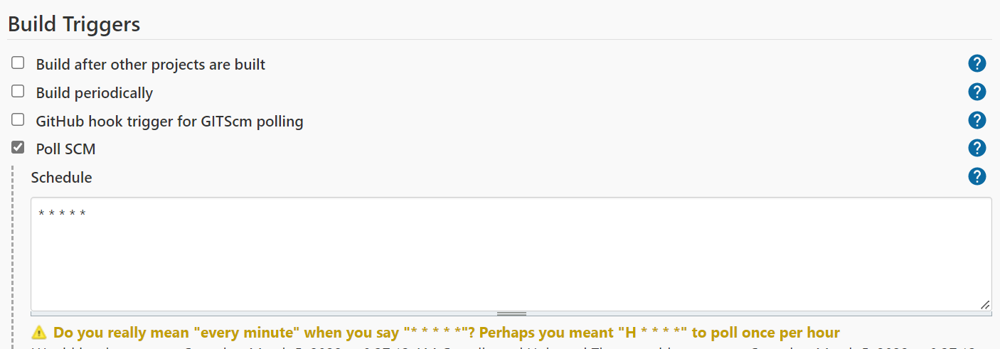 Build Triggers
Build after other projects are built
Build periodically
GitHub hook trigger for GITScm polling
Poll SCM
Schedule
* * * * *
Do you really mean "every minute" when you say "* * * * *"? Perhaps you meant "H * * * *" to poll once per hour